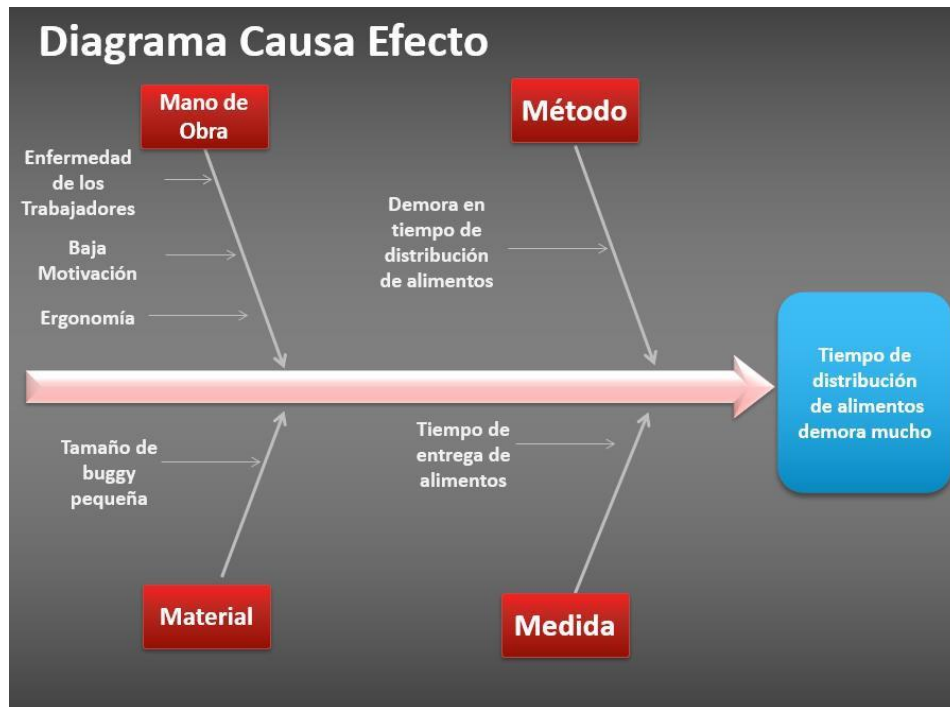 Diagrama Causa Efecto
Mano de
Obra
Método
Enfermedad
de los
Trabajadores
Baja
Motivación
Ergonomía
Demora en
tiempo de
distribución
de alimentos
Tiempo de
distribución
de alimentos
demora mucho
Tamaño de
buggy
pequeña
Tiempo de
entrega de
alimentos
Material
Medida